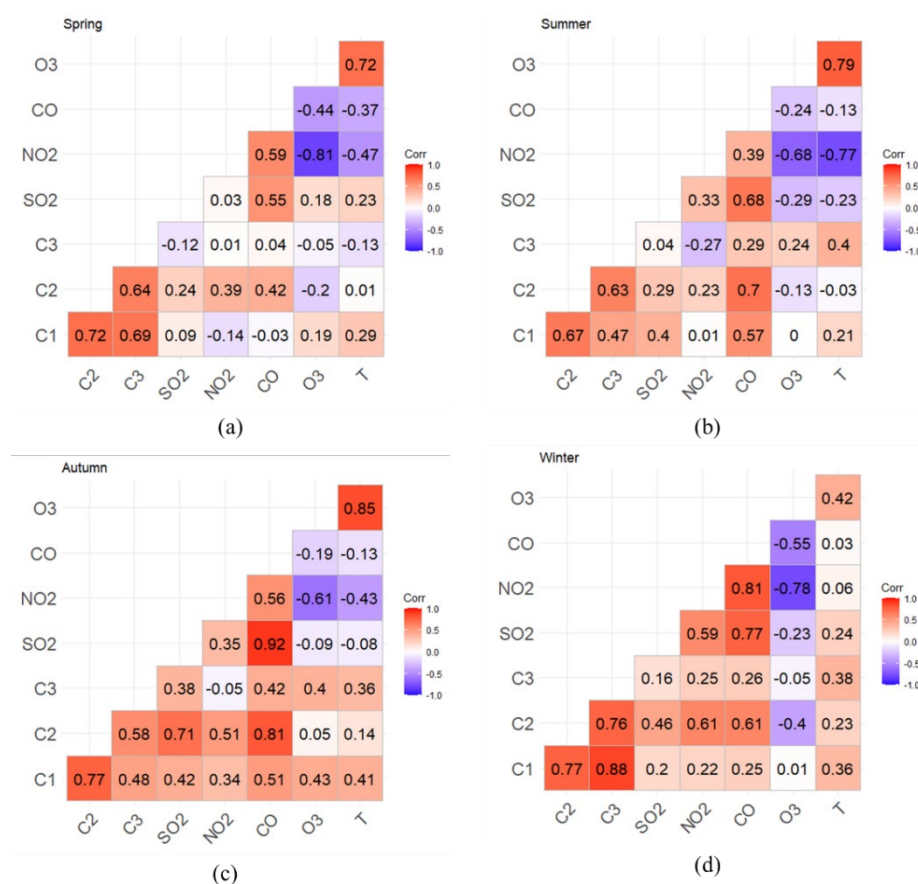 Spring
O3 0.72
CO -0.44 -0.37
NO2 0.59 -0.81 -0.47
SO2 0.03 0.55 0.18 0.23
C3 -0.12 0.01 0.04 -0.05 -0.13
C2 0.64 0.24 0.39 0.42 -0.2 0.01
C1 0.72 0.69 0.09 -0.14 -0.03 0.19 0.29
C2 C3 SO2 NO2 CO O3 T
Corr
1.0
0.5
0.0
-0.5
-1.0
(a)
Summer
O3 0.79
CO -0.24 -0.13
NO2 0.39 -0.68 -0.77
SO2 0.33 0.68 -0.29 -0.23
C3 0.04 -0.27 0.29 0.24 0.4
C2 0.63 0.29 0.23 0.7 -0.13 -0.03
C1 0.67 0.47 0.4 0.01 0.57 0 0.21
C2 C3 SO2 NO2 CO O3 T
Corr
1.0
0.5
0.0
-0.5
-1.0
(b)
Autumn
O3 0.85
CO -0.19 -0.13
NO2 0.56 -0.61 -0.43
SO2 0.35 0.92 -0.09 -0.08
C3 0.38 -0.05 0.42 0.4 0.36
C2 0.58 0.71 0.51 0.81 0.05 0.14
C1 0.77 0.48 0.42 0.34 0.51 0.43 0.41
C2 C3 SO2 NO2 CO O3 T
Corr
1.0
0.5
0.0
-0.5
-1.0
(c)
Winter
O3 0.42
CO -0.55 0.03
NO2 0.81 -0.78 0.06
SO2 0.59 0.77 -0.23 0.24
C3 0.16 0.25 0.26 -0.05 0.38
C2 0.76 0.46 0.61 0.61 -0.4 0.23
C1 0.77 0.88 0.2 0.22 0.25 0.01 0.36
C2 C3 SO2 NO2 CO O3 T
Corr
1.0
0.5
0.0
-0.5
-1.0
(d)